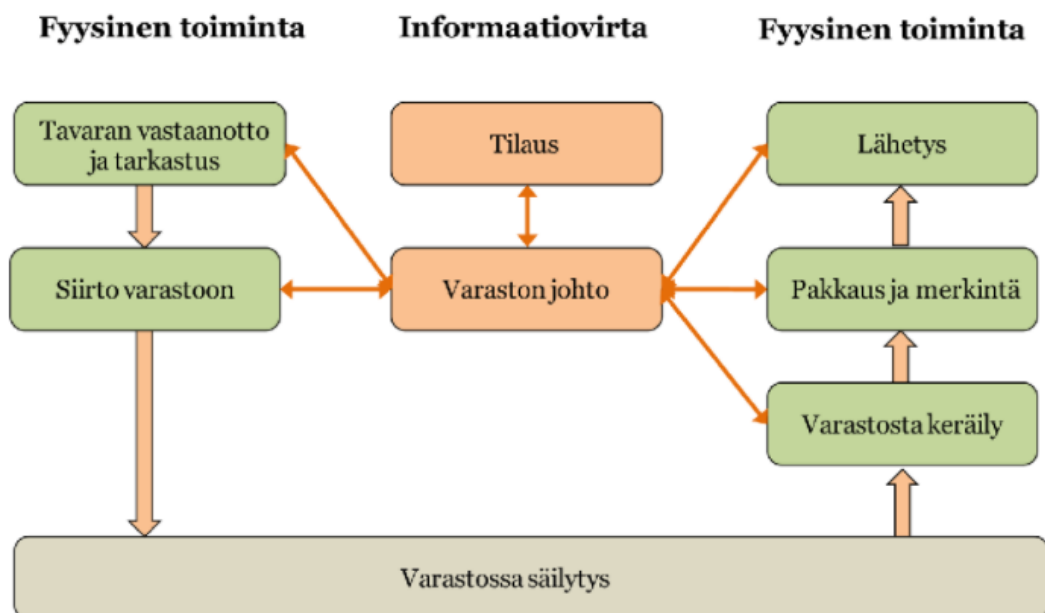 Fyysinen toiminta
Informaatiovirta
Fyysinen toiminta
Tavaran vastaanotto
ja tarkastus
Tilaus
Lähetys
Siirto varastoon
Varaston johto
Pakkaus ja merkintä
Varastosta keräily
Varastossa säilytys